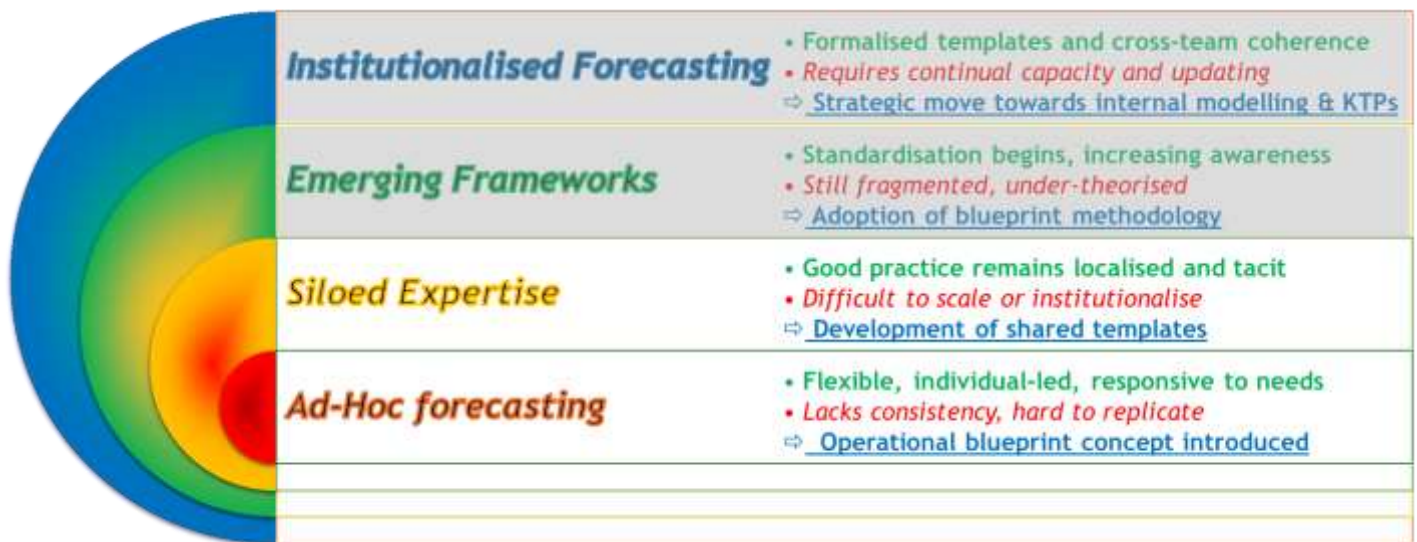 Institutionalised Forecasting
• Formalised templates and cross-team coherence
• Requires continual capacity and updating
⇨ Strategic move towards internal modelling & KTPs
Emerging Frameworks
• Standardisation begins, increasing awareness
• Still fragmented, under-theorised
⇨ Adoption of blueprint methodology
Siloed Expertise
• Good practice remains localised and tacit
• Difficult to scale or institutionalise
⇨ Development of shared templates
Ad-Hoc forecasting
• Flexible, individual-led, responsive to needs
• Lacks consistency, hard to replicate
⇨ Operational blueprint concept introduced